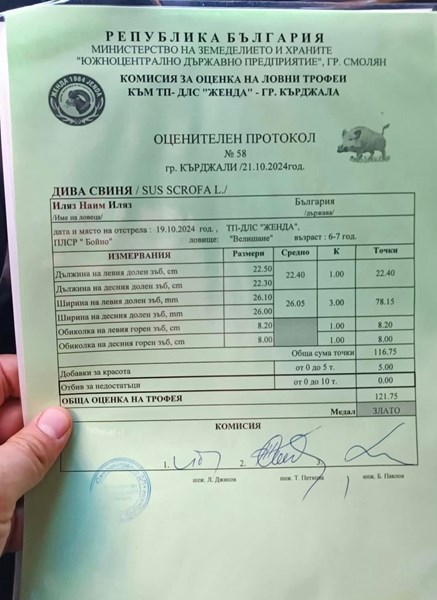 РЕПУБЛИКА БЪЛГАРИЯ
МИНИСТЕРСТВО НА ЗЕМЕДЕЛИЕТО И ХРАНИТЕ
"ЮЖНОЦЕНТРАЛНО ДЪРЖАВНО ПРЕДПРИЯТИЕ", ГР. СМОЛЯН
КОМИСИЯ ЗА ОЦЕНКА НА ЛОВНИ ТРОФЕИ
КЪМ ТП- ДЛС "ЖЕНДА" - ГР. КЪРДЖАЛА
ЖЕНДА 1984 JENDA
ОЦЕНИТЕЛЕН ПРОТОКОЛ
№ 58
гр. КЪРДЖАЛИ /21.10.2024год.
ДИВА СВИНЯ / SUS SCROFA L./
Иляз Наим Иляз България
/Име на ловеца/ /държава/
дата и място на отстрела : 19.10.2024 год. , ТП-ДЛС "ЖЕНДА",
ПЛСР " Бойно" ловище: "Велишане" възраст : 6-7 год.
ИЗМЕРВАНИЯ Размери Средно К Точки
Дължина на левия долен зъб, cm 22.50 22.40 1.00 22.40
Дължина на десния долен зъб, cm 22.30
Ширина на левия долен зъб, mm 26.10 26.05 3.00 78.15
Ширина на десния долен зъб, mm 26.00
Обиколка на левия горен зъб, cm 8.20 1.00 8.20
Обиколка на десния горен зъб, cm 8.00 1.00 8.00
Обща сума точки 116.75
Добавки за красота от 0 до 5 т. 5.00
Отбив за недостатъци от 0 до 10 т. 0.00
ОБЩА ОЦЕНКА НА ТРОФЕЯ 121.75
Медал ЗЛАТО
КОМИСИЯ
1. 2. 3.
инж. Л. Джиков инж. Т. Петкова инж. Б. Павлов